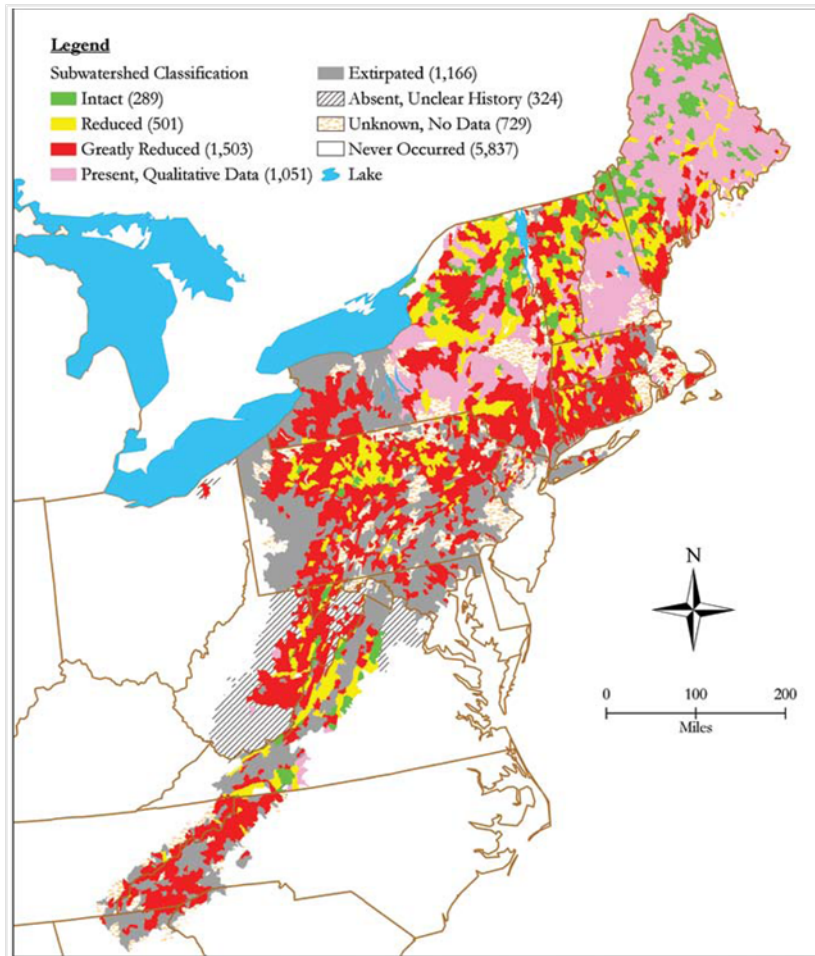 Legend
Subwatershed Classification
Intact (289)
Reduced (501)
Greatly Reduced (1,503)
Present, Qualitative Data (1,051)
Extirpated (1,166)
Absent, Unclear History (324)
Unknown, No Data (729)
Never Occurred (5,837)
Lake
N
0 100 200
Miles